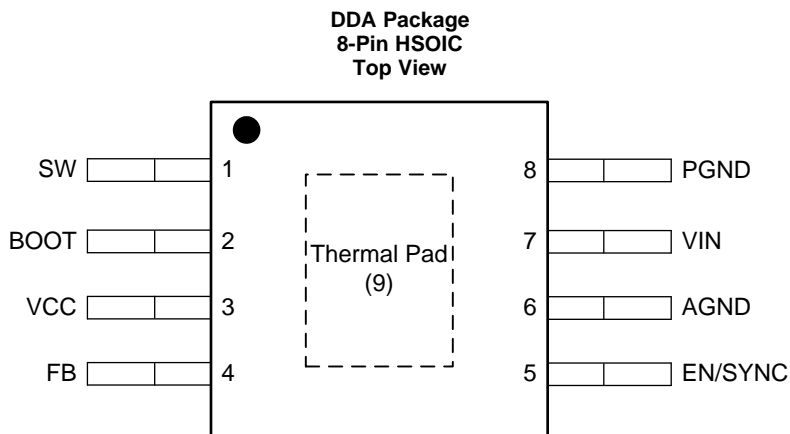 DDA Package
8-Pin HSOIC
Top View
SW 1 8 PGND
BOOT 2 7 VIN
Thermal Pad
(9)
VCC 3 6 AGND
FB 4 5 EN/SYNC